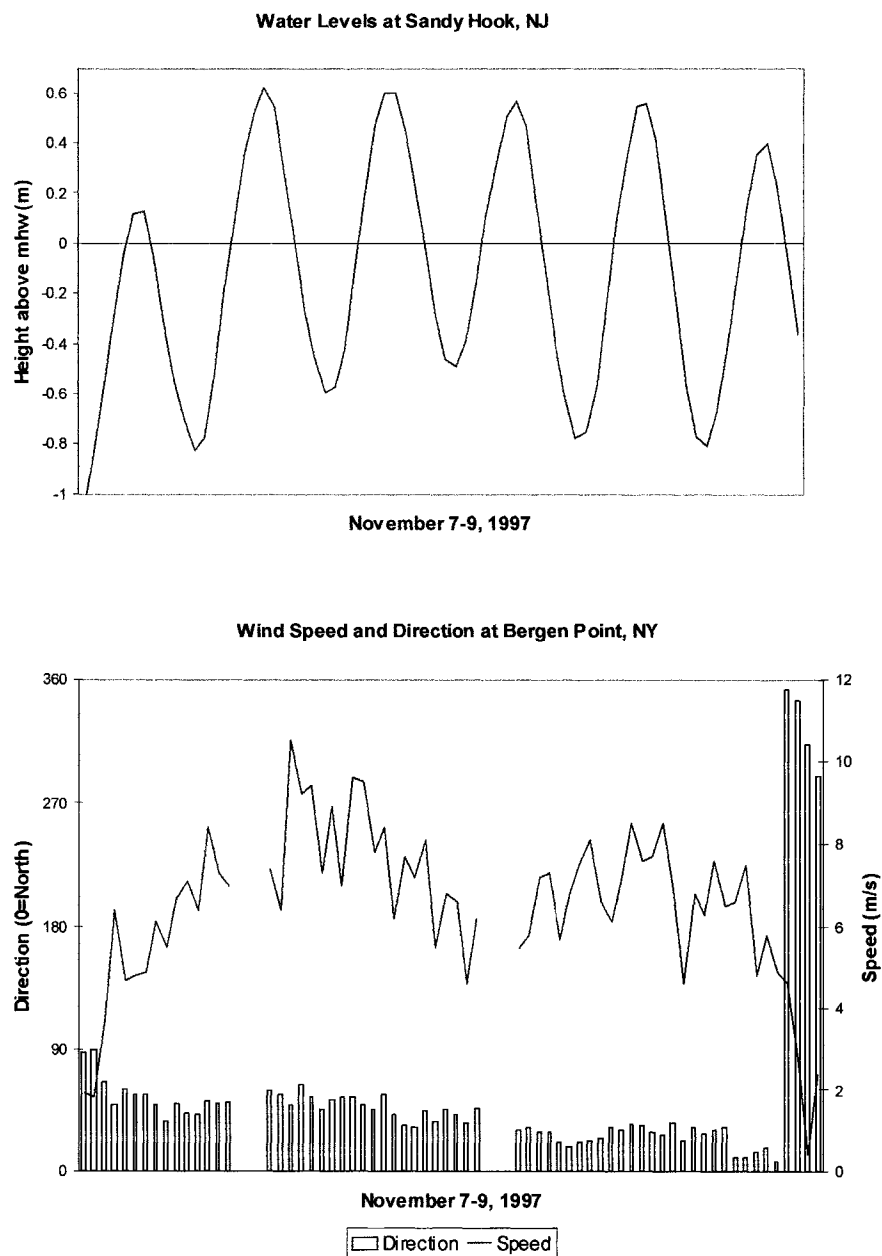 Water Levels at Sandy Hook, NJ
Height above mhw (m)
0.6
0.4
0.2
0
-0.2
-0.4
-0.6
-0.8
-1
November 7-9, 1997
Wind Speed and Direction at Bergen Point, NY
Direction (0=North)
360
270
180
90
0
12
10
8
6
4
2
0
Speed (m/s)
November 7-9, 1997
Direction Speed